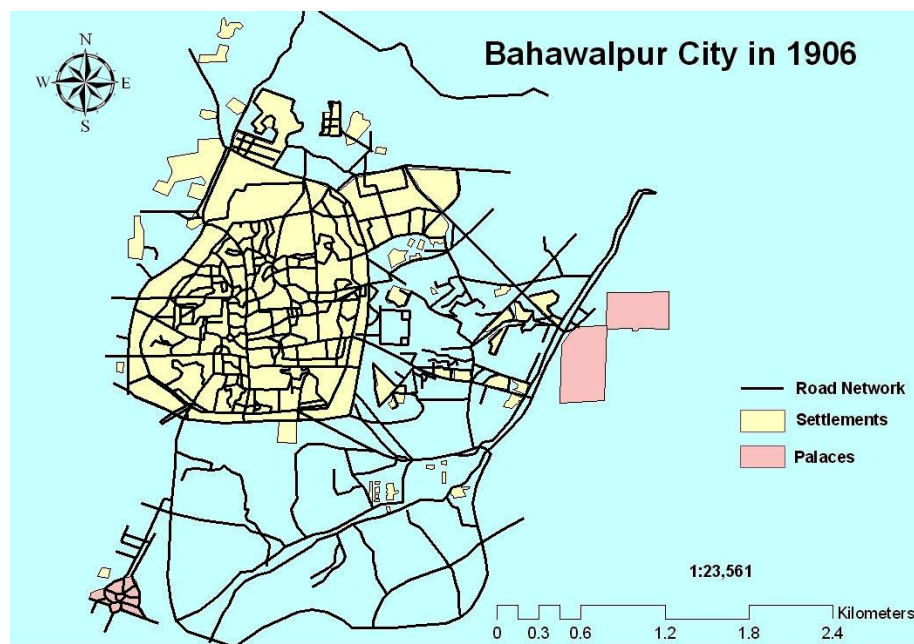 Bahawalpur City in 1906
N
W E
S
Road Network
Settlements
Palaces
1:23,561
Kilometers
0 0.3 0.6 1.2 1.8 2.4